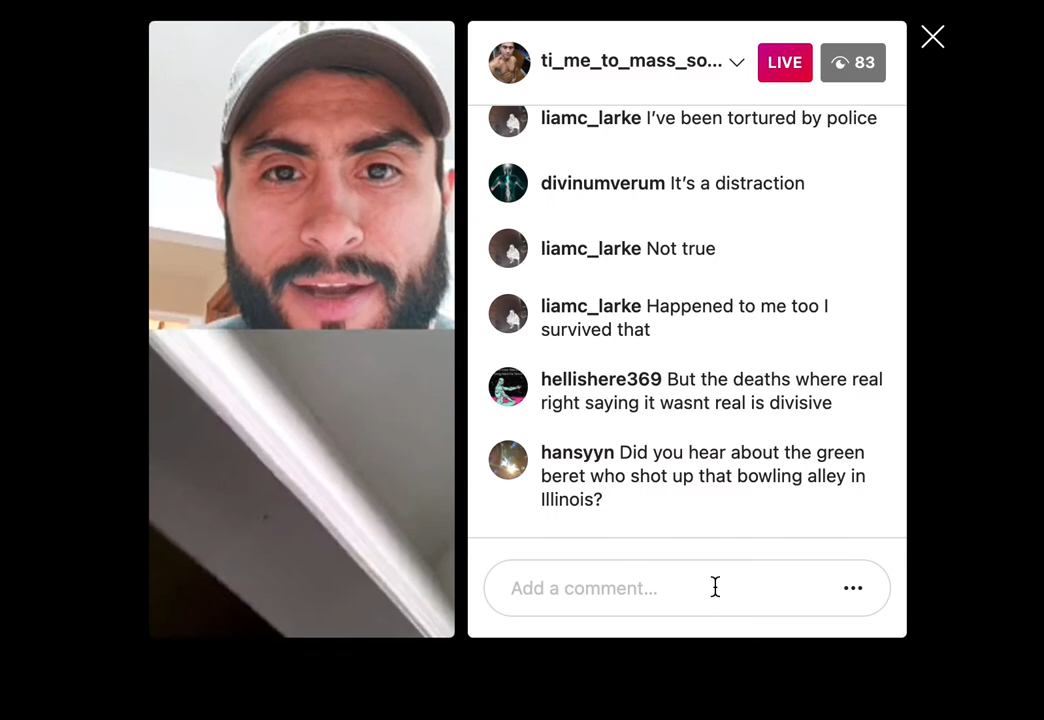 ti_me_to_mass_so...
LIVE
83
liamc_larke I’ve been tortured by police
divinumverum It’s a distraction
liamc_larke Not true
liamc_larke Happened to me too I
survived that
hellishere369 But the deaths where real
right saying it wasnt real is divisive
hansyyn Did you hear about the green
beret who shot up that bowling alley in
Illinois?
Add a comment...